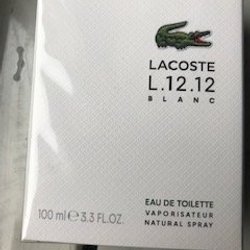 LACOSTE
L.12.12
BLANC
EAU DE TOILETTE
VAPORISATEUR
NATURAL SPRAY
100 ml ℮ 3.3 FL.OZ.